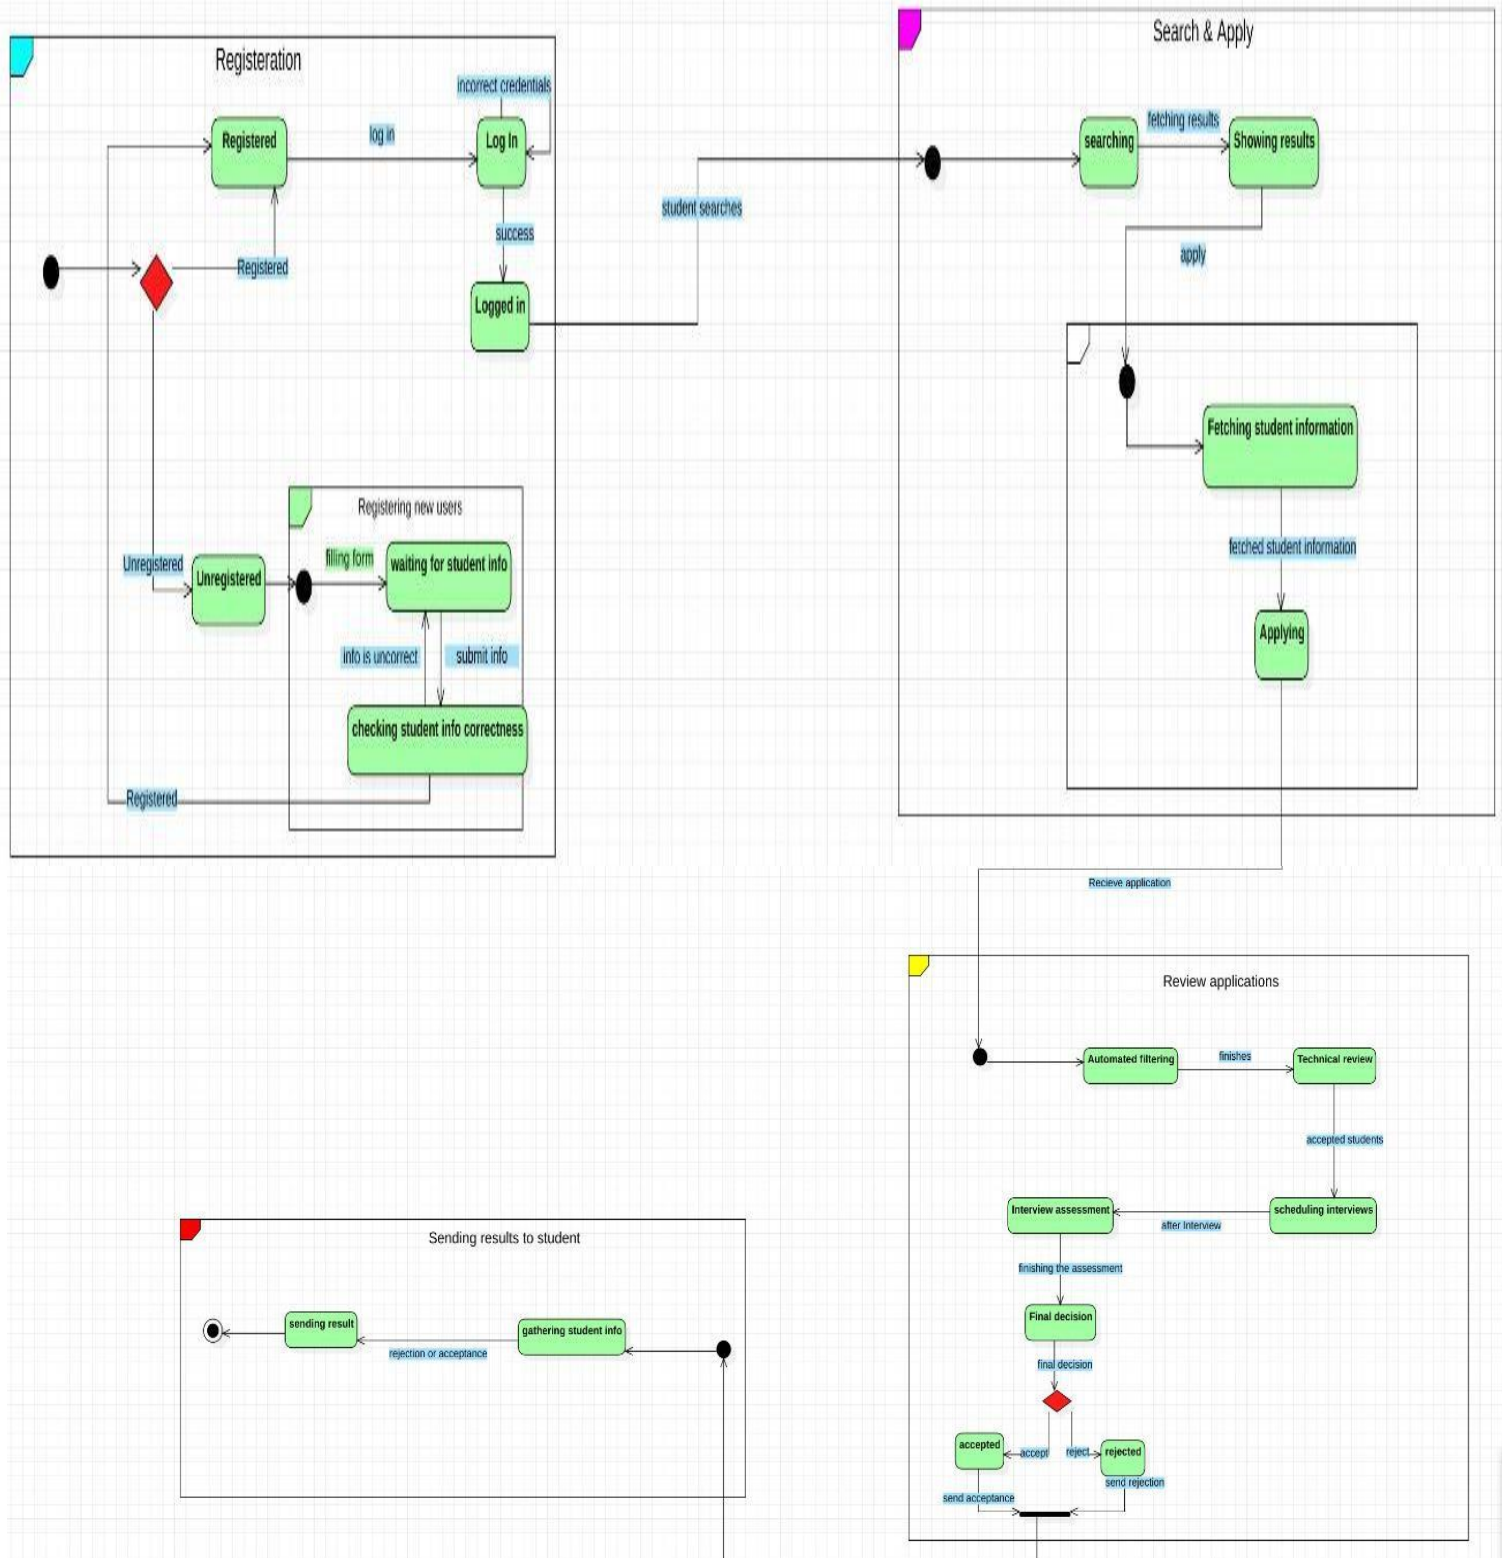 Registeration
incorrect credentials
Registered
log in
Log In
success
Registered
Logged in
student searches
Registering new users
Unregistered
Unregistered
filling form
waiting for student info
info is uncorrect
submit info
checking student info correctness
Registered
Search & Apply
searching
fetching results
Showing results
apply
Fetching student information
fetched student information
Applying
Recieve application
Review applications
Automated filtering
finishes
Technical review
accepted students
Interview assessment
after Interview
scheduling interviews
finishing the assessment
Final decision
final decision
accepted
accept
reject
rejected
send acceptance
send rejection
Sending results to student
sending result
rejection or acceptance
gathering student info